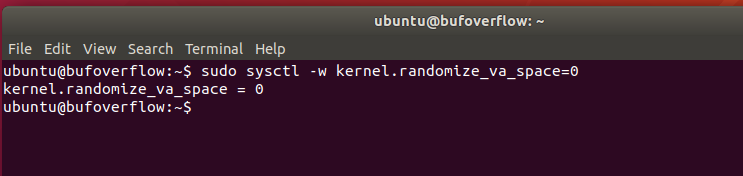 ubuntu@bufoverflow: ~
File Edit View Search Terminal Help
ubuntu@bufoverflow:~$ sudo sysctl -w kernel.randomize_va_space=0
kernel.randomize_va_space = 0
ubuntu@bufoverflow:~$